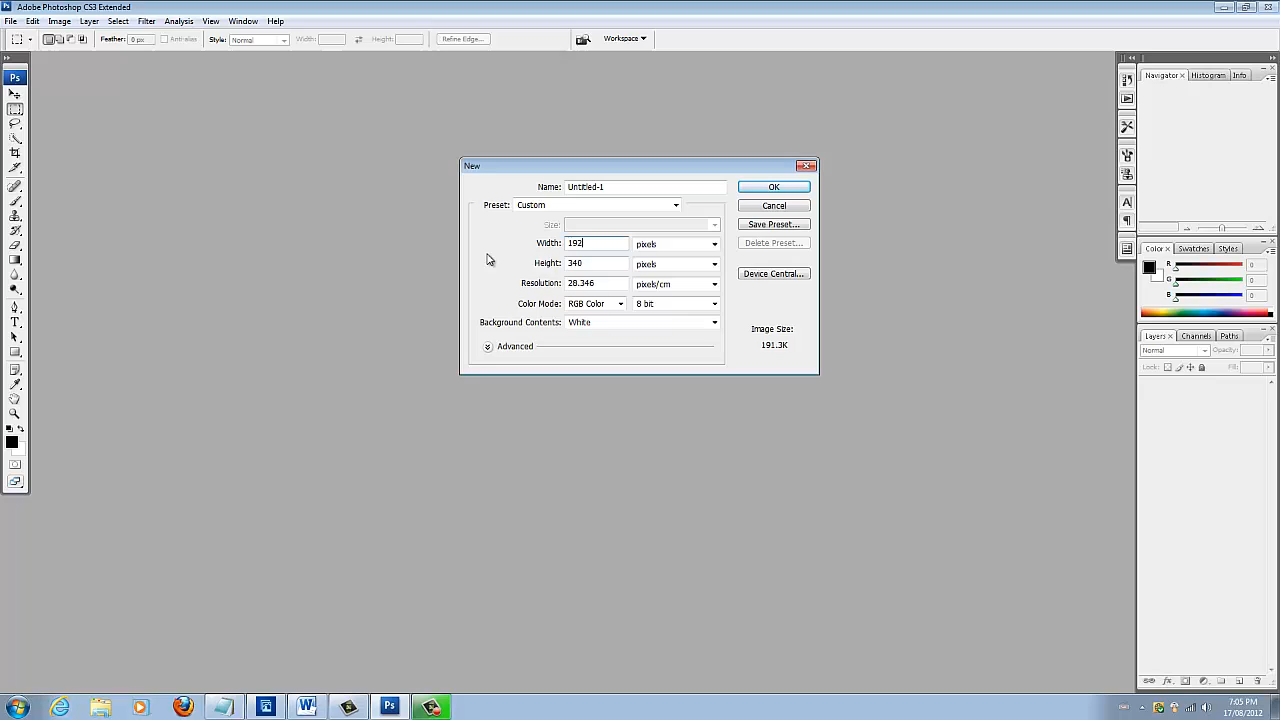 Adobe Photoshop CS3 Extended
File Edit Image Layer Select Filter Analysis View Window Help
Feather: 0 px Anti-alias Style: Normal Width: Height: Refine Edge... Workspace
Ps
Navigator Histogram Info
New
Name: Untitled-1 OK
Preset: Custom Cancel
Size: Save Preset...
Width: 192 pixels Delete Preset...
Height: 340 pixels
Device Central...
Resolution: 28.346 pixels/cm
Color Mode: RGB Color 8 bit
Background Contents: White
Image Size:
Advanced 191.3K
Color Swatches Styles
R 0
G 0
B 0
Layers Channels Paths
Normal Opacity:
Lock: Fill:
7:05 PM
17/08/2012